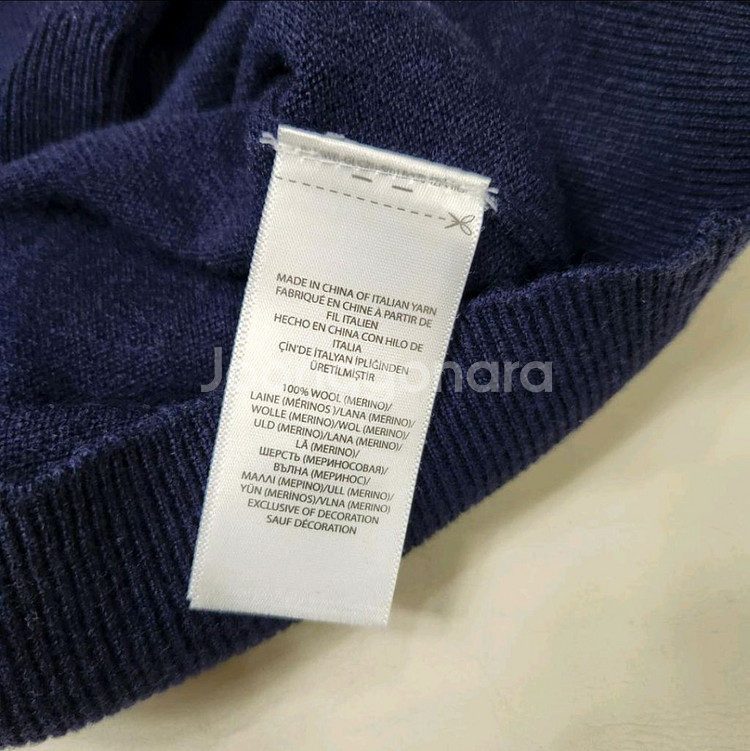 MADE IN CHINA OF ITALIAN YARN
FABRIQUÉ EN CHINE À PARTIR DE
FIL ITALIEN
HECHO EN CHINA CON HILO DE
ITALIA
ÇİN'DE İTALYAN İPLİĞİNDEN
ÜRETİLMİŞTİR
100% WOOL (MERINO)/
LAINE (MÉRINOS )/LANA (MERINO)/
WOLLE (MERINO)/WOL (MERINO)/
ULD (MERINO)/LANA (MERINO)/
LÃ (MERINO)/
ШЕРСТЬ (МЕРИНОСОВАЯ)/
ВЪЛНА (МЕРИНОС)/
ΜΑΛΛΙ (ΜΕΡΙΝΟ)/ULL (MERINO)/
YÜN (MERİNOS)/VLNA (MERINO)
EXCLUSIVE OF DECORATION
SAUF DÉCORATION